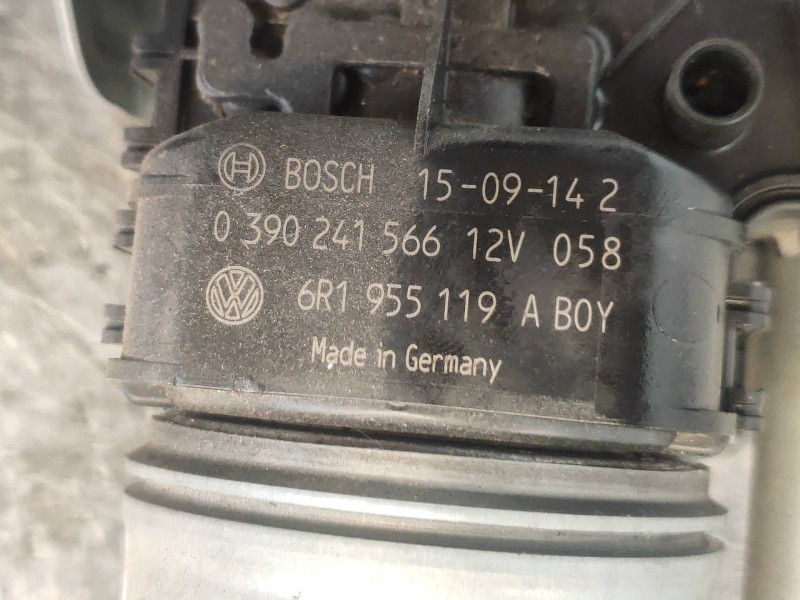 BOSCH 15-09-14 2
0 390 241 566 12V 058
6R1 955 119 A BOY
Made in Germany